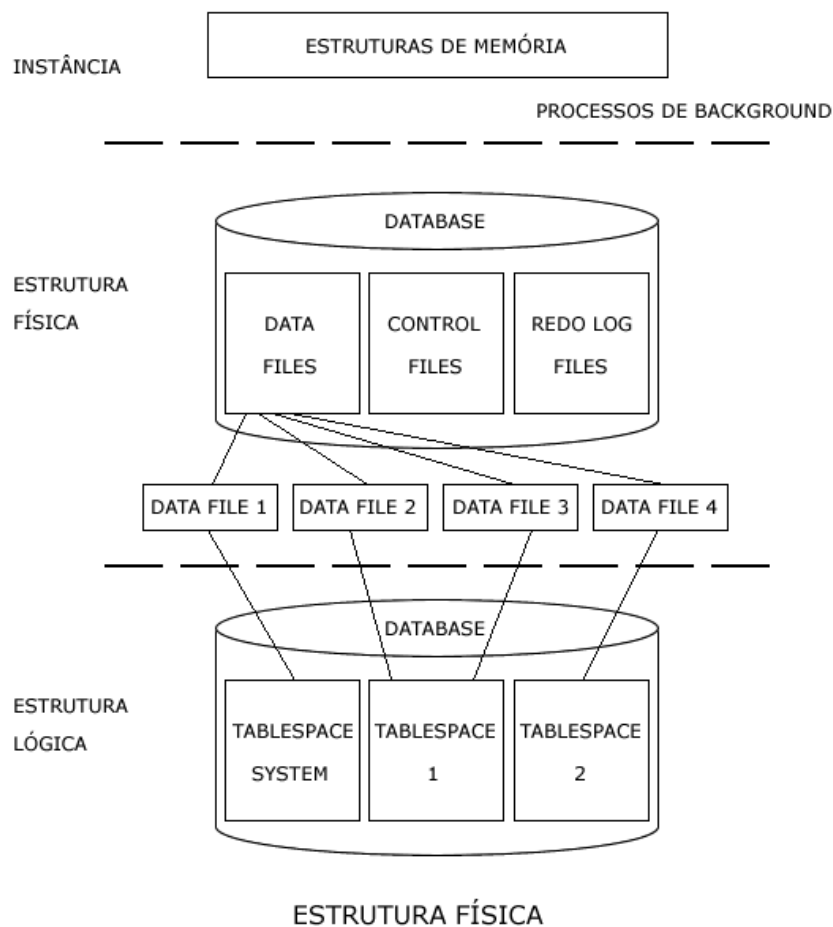 ESTRUTURAS DE MEMÓRIA
INSTÂNCIA
PROCESSOS DE BACKGROUND
DATABASE
ESTRUTURA
FÍSICA
DATA
FILES
CONTROL
FILES
REDO LOG
FILES
DATA FILE 1
DATA FILE 2
DATA FILE 3
DATA FILE 4
DATABASE
ESTRUTURA
LÓGICA
TABLESPACE
SYSTEM
TABLESPACE
1
TABLESPACE
2
ESTRUTURA FÍSICA